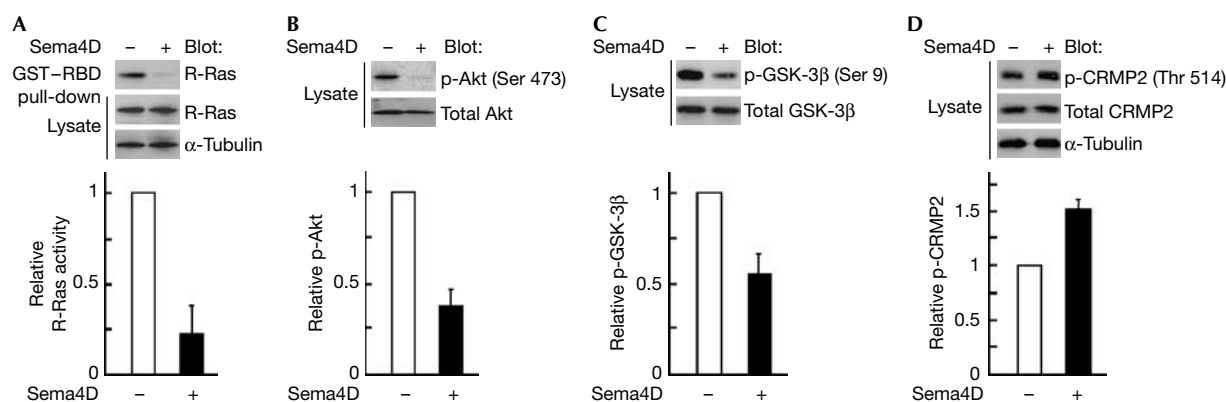 A
Sema4D – + Blot:
GST–RBD pull-down
R-Ras
Lysate
R-Ras
α-Tubulin
Relative R-Ras activity
1
0.5
0
Sema4D – +
B
Sema4D – + Blot:
Lysate
p-Akt (Ser 473)
Total Akt
Relative p-Akt
1
0.5
0
– +
C
Sema4D – + Blot:
Lysate
p-GSK-3β (Ser 9)
Total GSK-3β
Relative p-GSK-3β
1
0.5
0
Sema4D – +
D
Sema4D – + Blot:
Lysate
p-CRMP2 (Thr 514)
Total CRMP2
α-Tubulin
Relative p-CRMP2
1.5
1
0.5
0
Sema4D – +